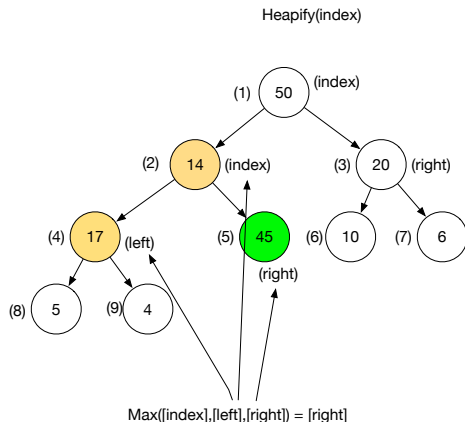 Heapify(index)
(1) 50 (index)
(2) 14 (index) (3) 20 (right)
(4) 17 (left) (5) 45 (right) (6) 10 (7) 6
(8) 5 (9) 4
Max([index],[left],[right]) = [right]